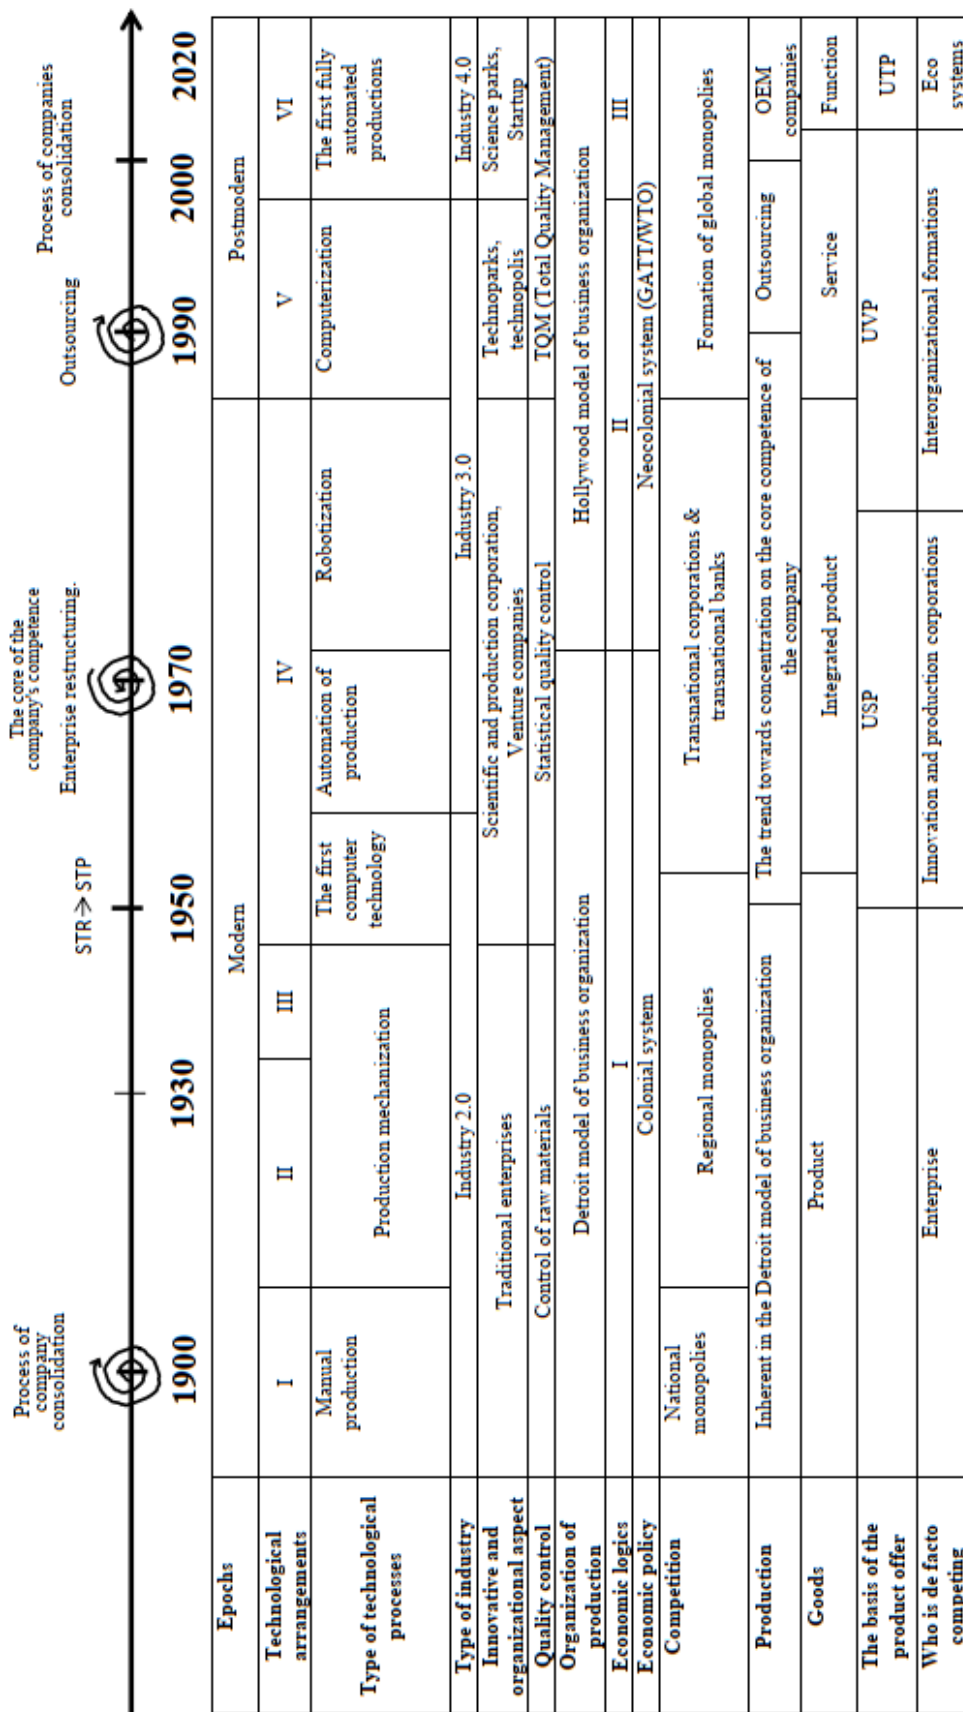 Process of
company
consolidation
STR→STP
The core of the
company's competence
Enterprise restructuring.
Outsourcing
Process of companies
consolidation
1900
1930
1950
1970
1990
2000
2020
Epochs
Modern
Postmodern
Technological
arrangements
I
II
III
IV
V
VI
Type of technological
processes
Manual
production
Production mechanization
The first
computer
technology
Automation of
production
Robotization
Computerization
The first fully
automated
productions
Type of industry
Industry 2.0
Industry 3.0
Industry 4.0
Innovative and
organizational aspect
Traditional enterprises
Scientific and production corporation,
Venture companies
Technoparks,
technopolis
Science parks,
Startup
Quality control
Control of raw materials
Statistical quality control
TQM (Total Quality Management)
Organization of
production
Detroit model of business organization
Hollywood model of business organization
Economic logics
I
II
III
Economic policy
Colonial system
Neocolonial system (GATT/WTO)
Competition
National
monopolies
Regional monopolies
Transnational corporations &
transnational banks
Formation of global monopolies
Production
Inherent in the Detroit model of business organization
The trend towards concentration on the core competence of
the company
Outsourcing
OEM
companies
Goods
Product
Integrated product
Service
Function
The basis of the
product offer
USP
UVP
UTP
Who is de facto
competing
Enterprise
Innovation and production corporations
Interorganizational formations
Eco
systems